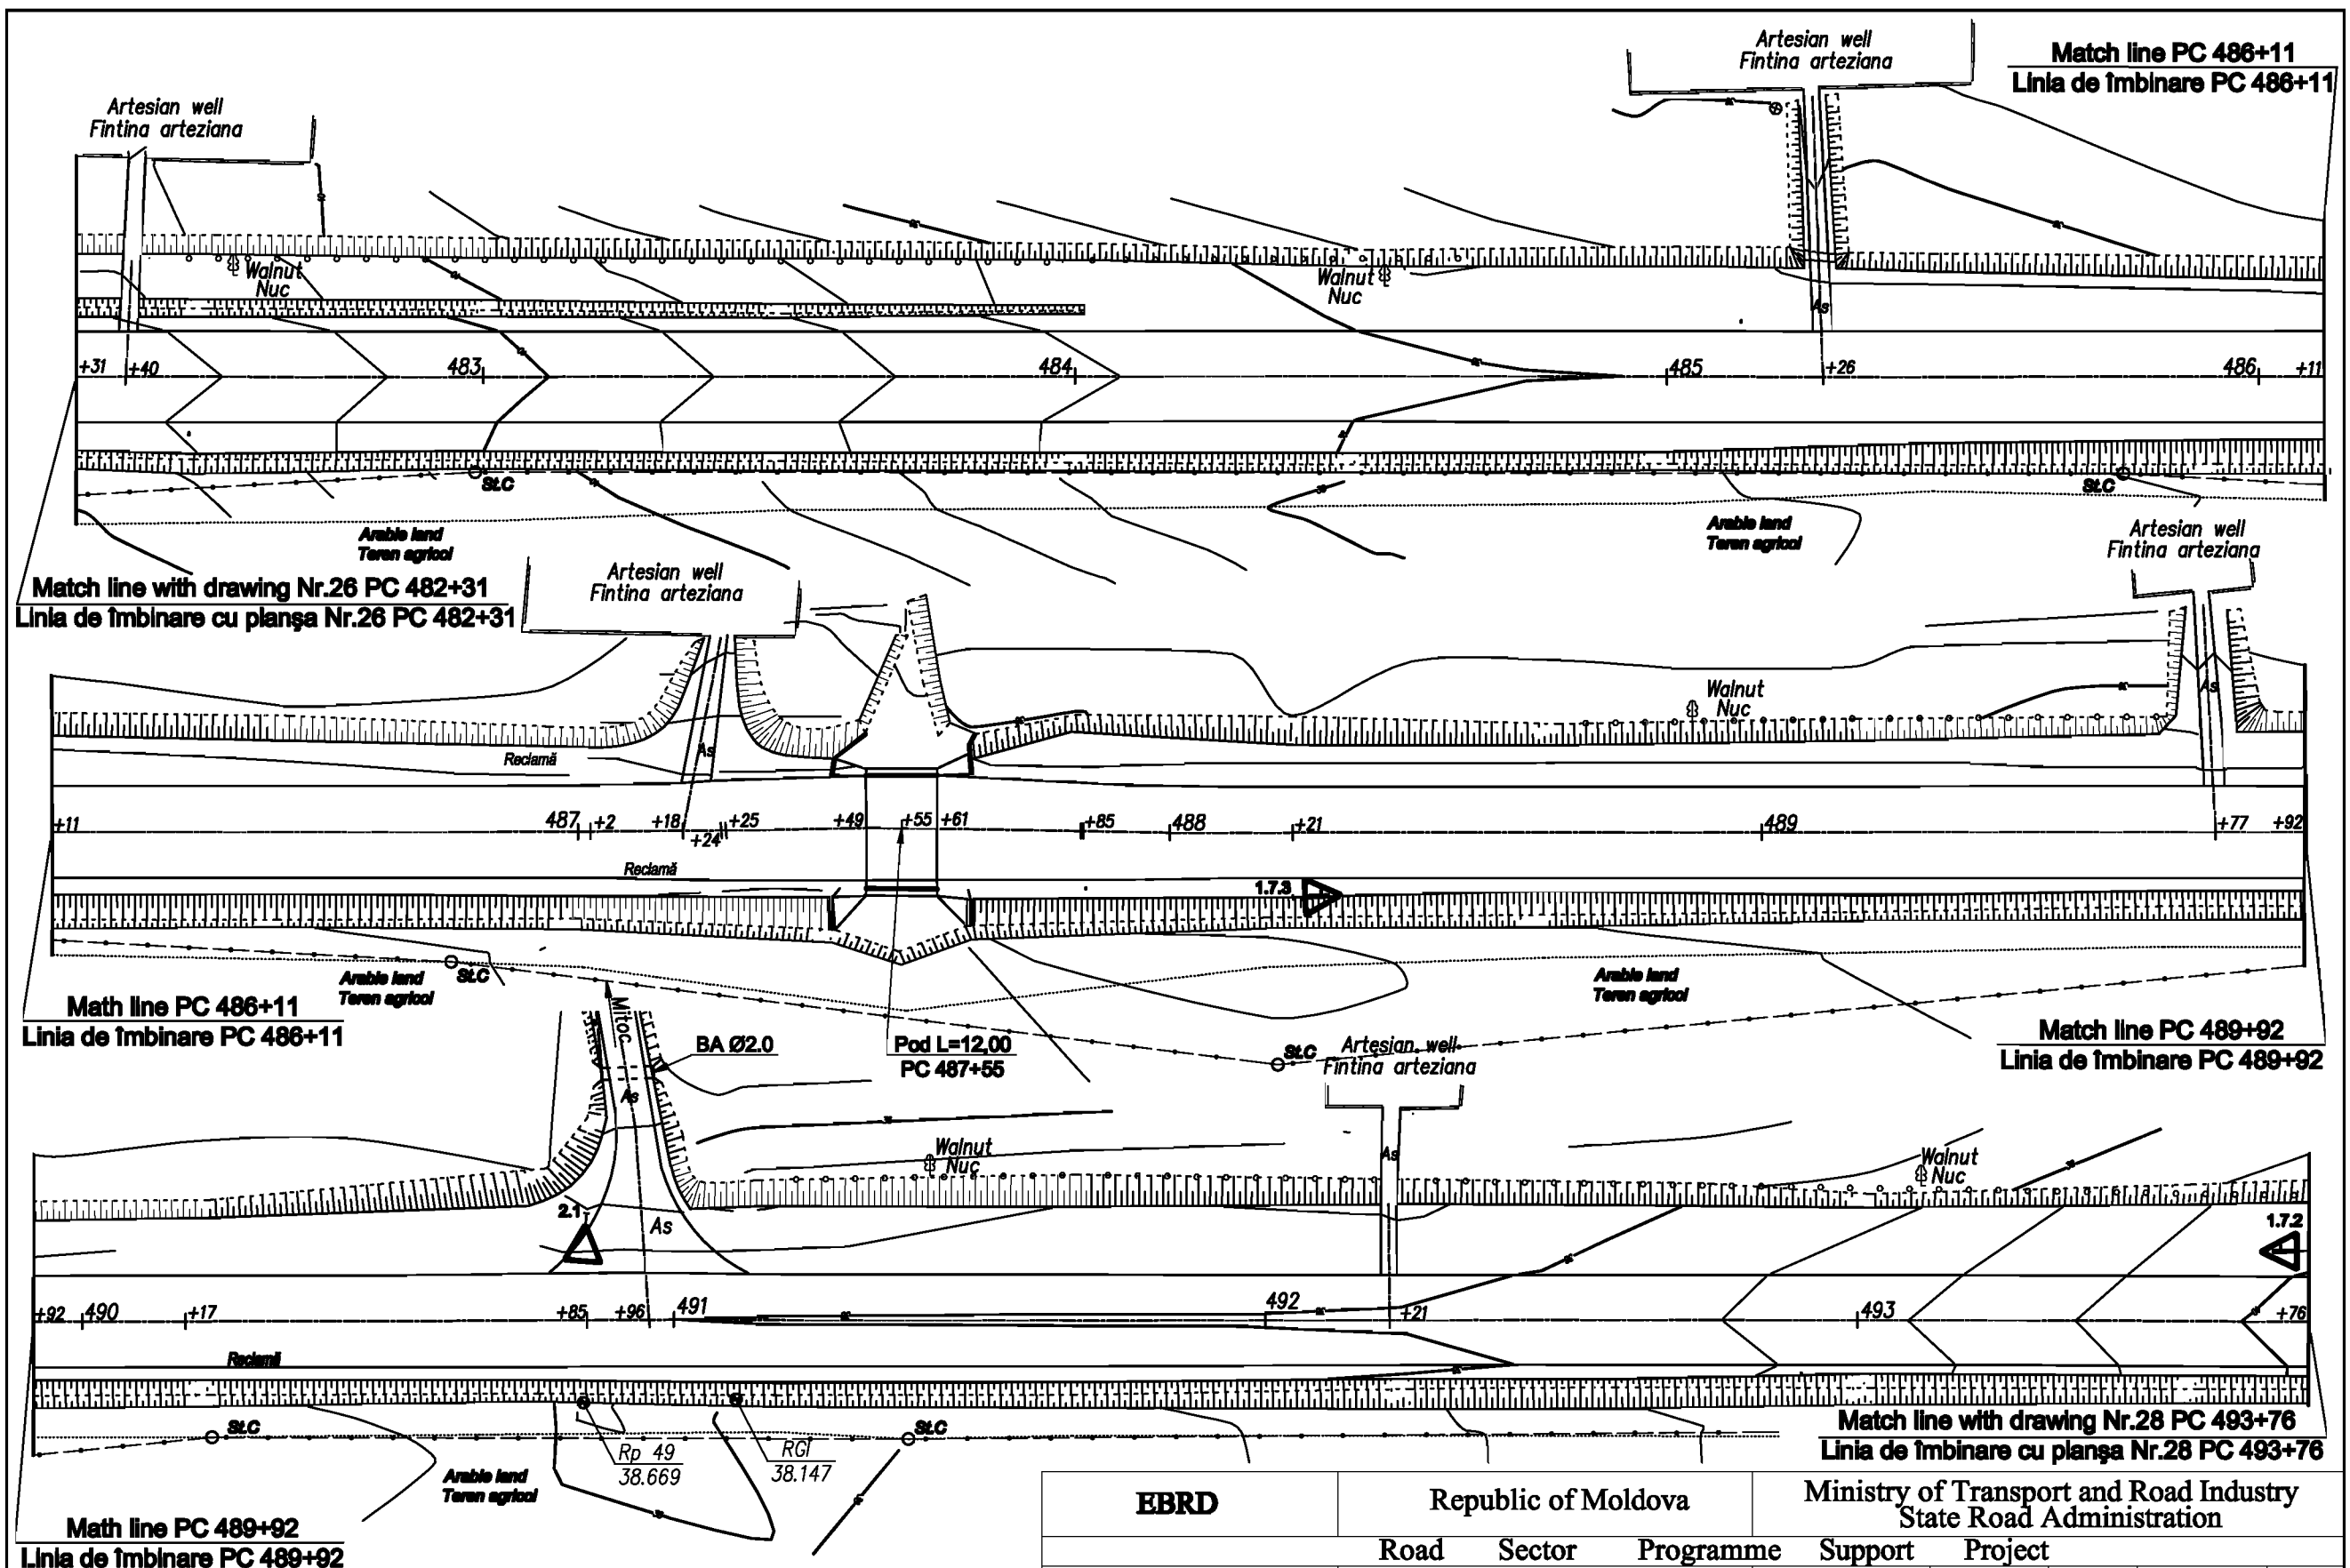 Artesian well
Fintina arteziana
Match line PC 486+11
Linia de îmbinare PC 486+11
Artesian well
Fintina arteziana
Walnut
Nuc
Walnut
Nuc
As
+31
+40
483
484
485
+26
486
+11
St.C
St.C
Arable land
Teren agricol
Arable land
Teren agricol
Match line with drawing Nr.26 PC 482+31
Linia de îmbinare cu planşa Nr.26 PC 482+31
Artesian well
Fintina arteziana
Artesian well
Fintina arteziana
Walnut
Nuc
As
Reclamă
As
+11
487
+2
+18
+24
+25
+49
+55
+61
+85
488
+21
489
+77
+92
Reclamă
1.7.3
St.C
Arable land
Teren agricol
Arable land
Teren agricol
Math line PC 486+11
Linia de îmbinare PC 486+11
Mitoc
BA Ø2.0
Pod L=12,00
PC 487+55
St.C
Artesian well
Fintina arteziana
Match line PC 489+92
Linia de îmbinare PC 489+92
As
Walnut
Nuc
As
Walnut
Nuc
2.1
As
1.7.2
+92
490
+17
+85
+96
491
492
+21
493
+76
Reclamă
St.C
St.C
Rp 49
38.669
RGI
38.147
Arable land
Teren agricol
Match line with drawing Nr.28 PC 493+76
Linia de îmbinare cu planşa Nr.28 PC 493+76
Math line PC 489+92
Linia de îmbinare PC 489+92
EBRD
Republic of Moldova
Ministry of Transport and Road Industry
State Road Administration
Road Sector Programme Support Project